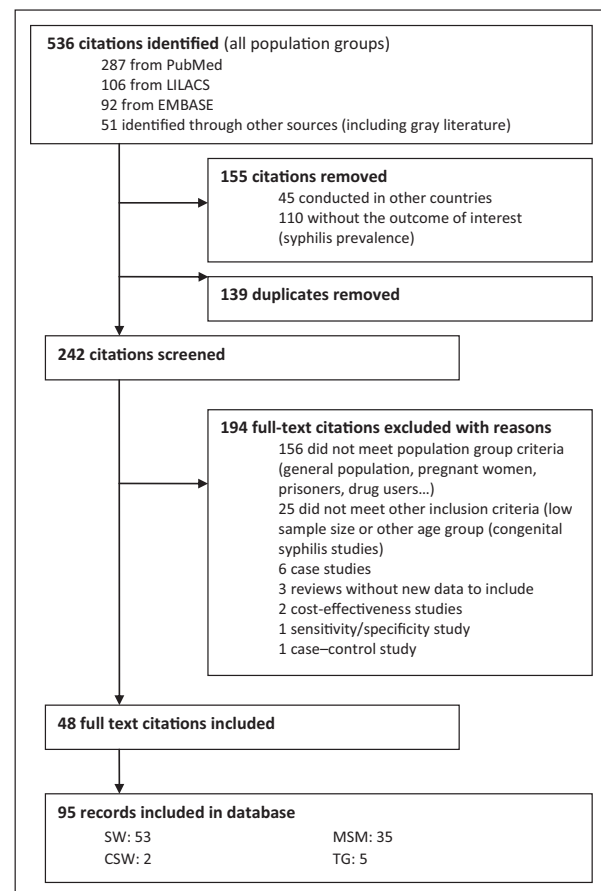 536 citations identified (all population groups)
287 from PubMed
106 from LILACS
92 from EMBASE
51 identified through other sources (including gray literature)
155 citations removed
45 conducted in other countries
110 without the outcome of interest
(syphilis prevalence)
139 duplicates removed
242 citations screened
194 full-text citations excluded with reasons
156 did not meet population group criteria
(general population, pregnant women,
prisoners, drug users...)
25 did not meet other inclusion criteria (low
sample size or other age group (congenital
syphilis studies)
6 case studies
3 reviews without new data to include
2 cost-effectiveness studies
1 sensitivity/specificity study
1 case–control study
48 full text citations included
95 records included in database
SW: 53 MSM: 35
CSW: 2 TG: 5